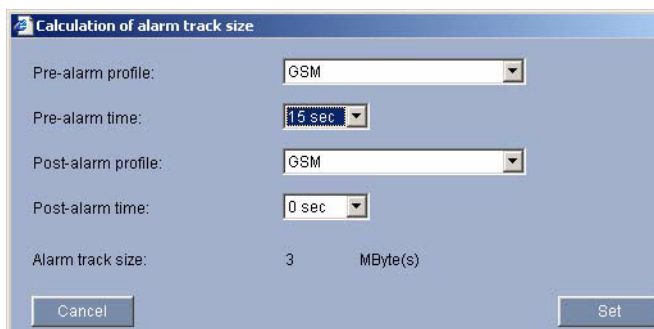 Calculation of alarm track size
Pre-alarm profile: GSM
Pre-alarm time: 15 sec
Post-alarm profile: GSM
Post-alarm time: 0 sec
Alarm track size: 3 MByte(s)
Cancel Set